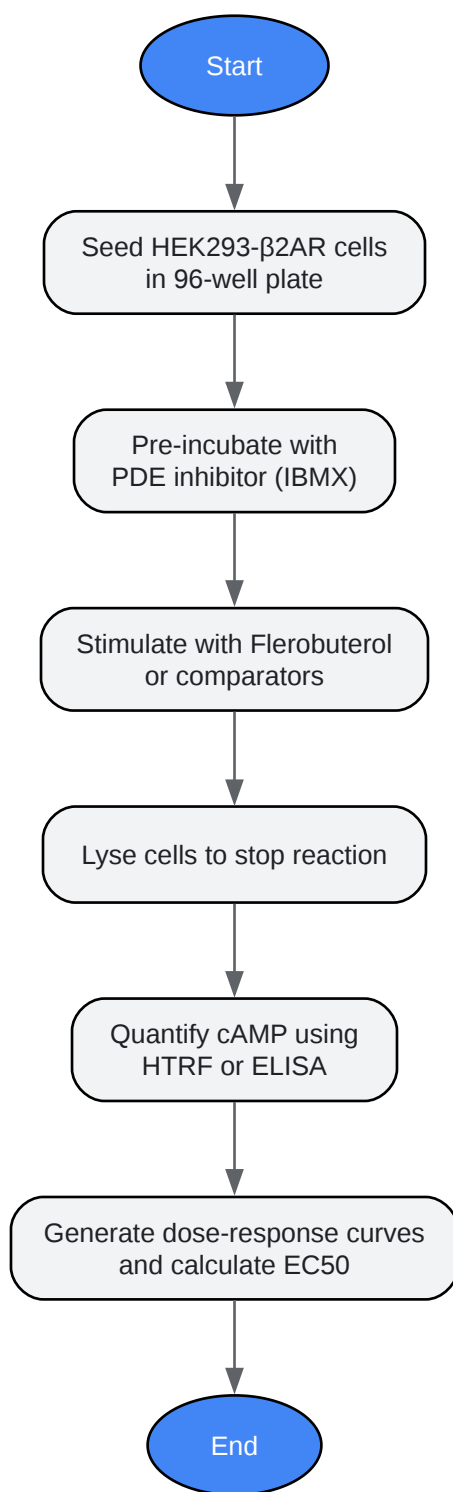 Start
Seed HEK293-β2AR cells
in 96-well plate
Pre-incubate with
PDE inhibitor (IBMX)
Stimulate with Flerobuterol
or comparators
Lyse cells to stop reaction
Quantify cAMP using
HTRF or ELISA
Generate dose-response curves
and calculate EC50
End